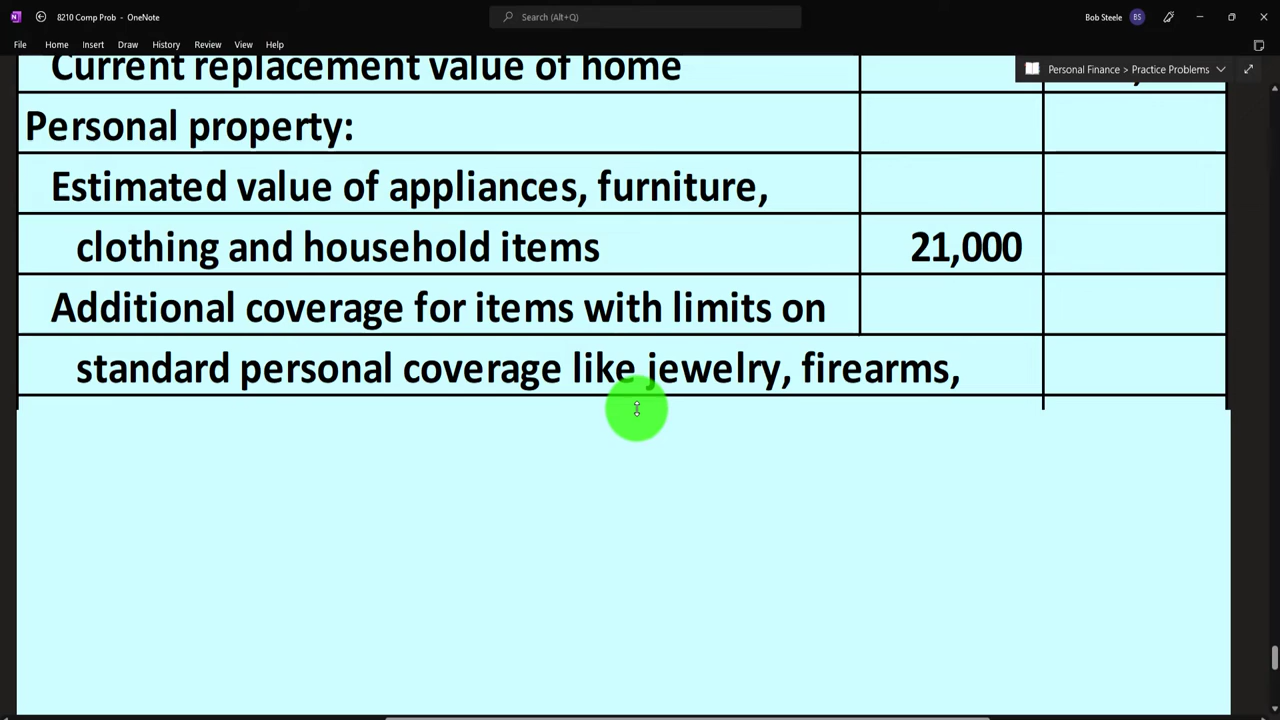 8210 Comp Prob - OneNote
Search (Alt+Q)
Bob Steele
BS
File
Home
Insert
Draw
History
Review
View
Help
Personal Finance > Practice Problems
Current replacement value of home
Personal property:
Estimated value of appliances, furniture,
clothing and household items
21,000
Additional coverage for items with limits on
standard personal coverage like jewelry, firearms,